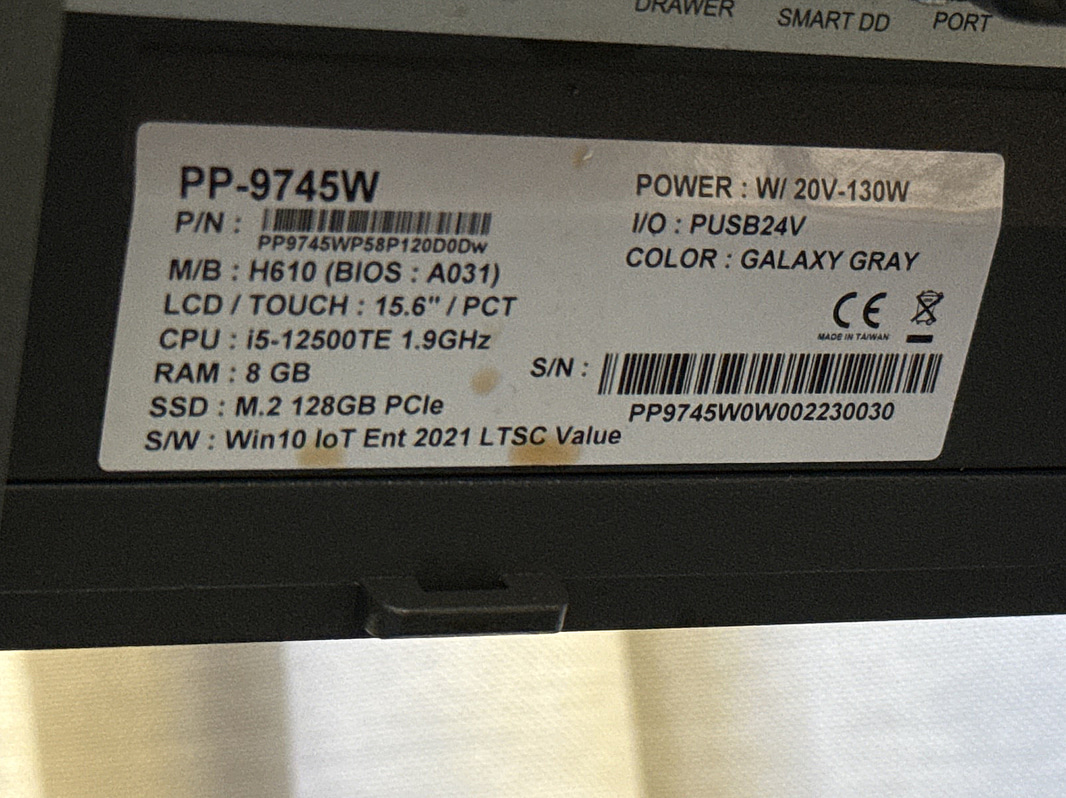 DRAWER SMART DD PORT
PP-9745W
P/N :
PP9745WP58P120D0Dw
M/B : H610 (BIOS : A031)
LCD / TOUCH : 15.6" / PCT
CPU : i5-12500TE 1.9GHz
RAM : 8 GB
SSD : M.2 128GB PCIe
S/W : Win10 IoT Ent 2021 LTSC Value
POWER : W/ 20V-130W
I/O : PUSB24V
COLOR : GALAXY GRAY
CE
MADE IN TAIWAN
S/N :
PP9745W0W002230030